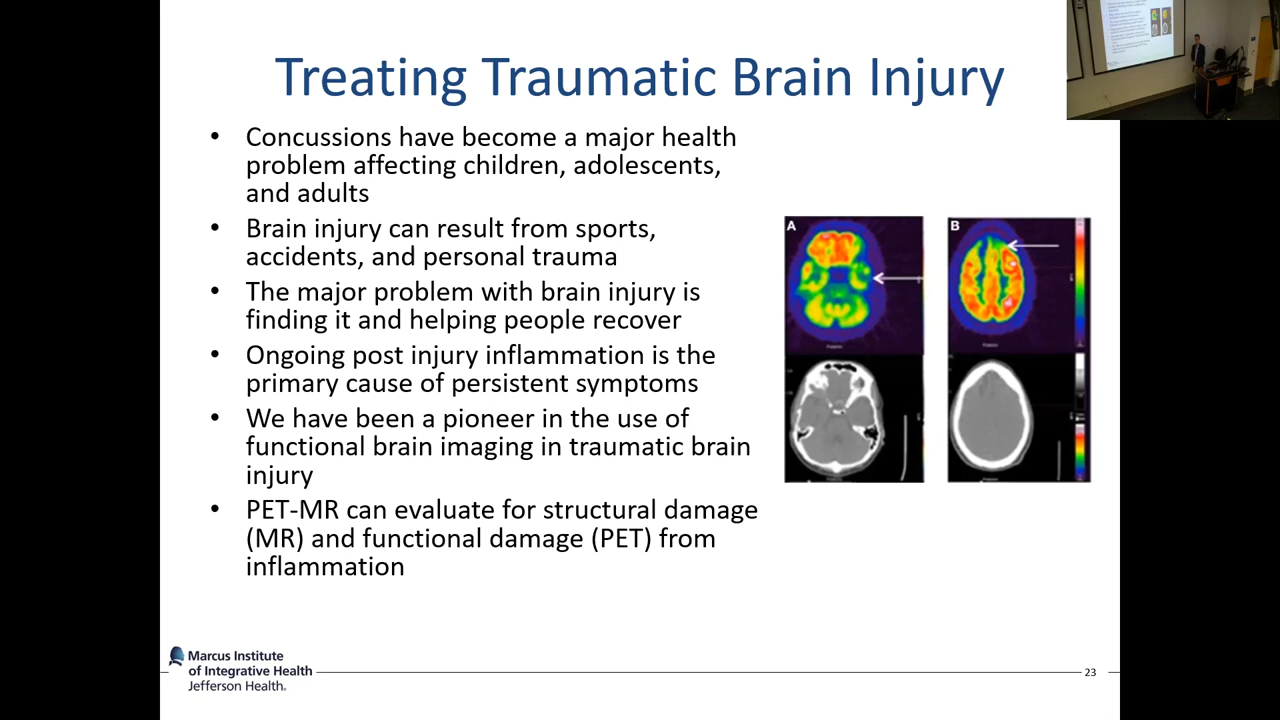 Treating Traumatic Brain Injury
• Concussions have become a major health
problem affecting children, adolescents,
and adults
• Brain injury can result from sports,
accidents, and personal trauma
• The major problem with brain injury is
finding it and helping people recover
• Ongoing post injury inflammation is the
primary cause of persistent symptoms
• We have been a pioneer in the use of
functional brain imaging in traumatic brain
injury
• PET-MR can evaluate for structural damage
(MR) and functional damage (PET) from
inflammation
A
B
Marcus Institute
of Integrative Health
Jefferson Health.
23